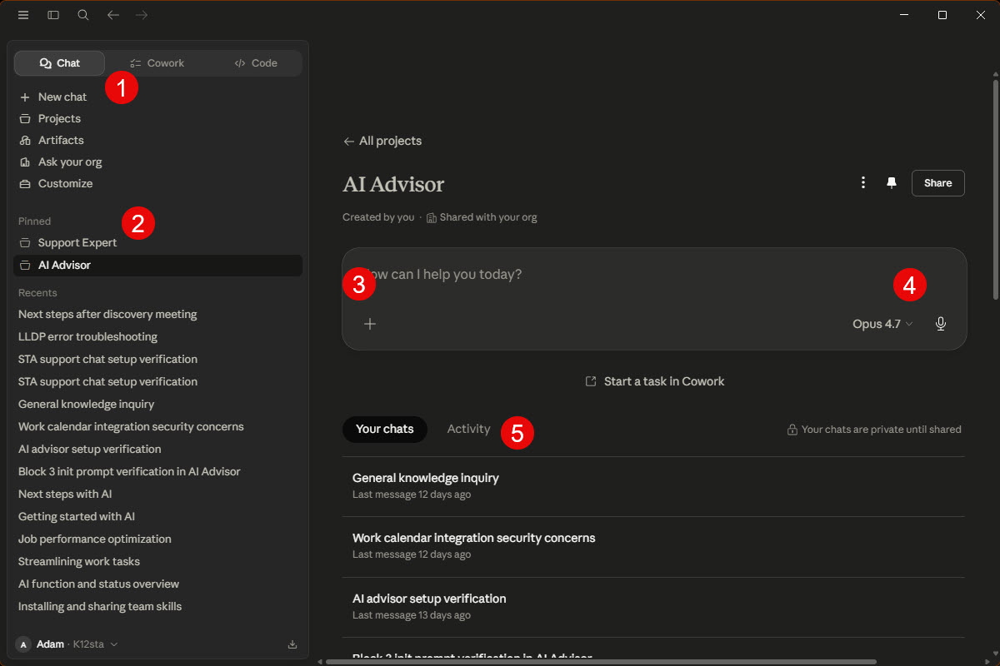 Chat Cowork Code
1
New chat
Projects
Artifacts
Ask your org
Customize
Pinned
2
Support Expert
AI Advisor
Recents
Next steps after discovery meeting
LLDP error troubleshooting
STA support chat setup verification
STA support chat setup verification
General knowledge inquiry
Work calendar integration security concerns
AI advisor setup verification
Block 3 init prompt verification in AI Advisor
Next steps with AI
Getting started with AI
Job performance optimization
Streamlining work tasks
AI function and status overview
Installing and sharing team skills
A Adam · K12sta
All projects
AI Advisor
Share
Created by you · Shared with your org
3
ow can I help you today?
4
Opus 4.7
Start a task in Cowork
Your chats Activity
5
Your chats are private until shared
General knowledge inquiry
Last message 12 days ago
Work calendar integration security concerns
Last message 12 days ago
AI advisor setup verification
Last message 13 days ago
Block 3 init prompt verification in AI Advisor